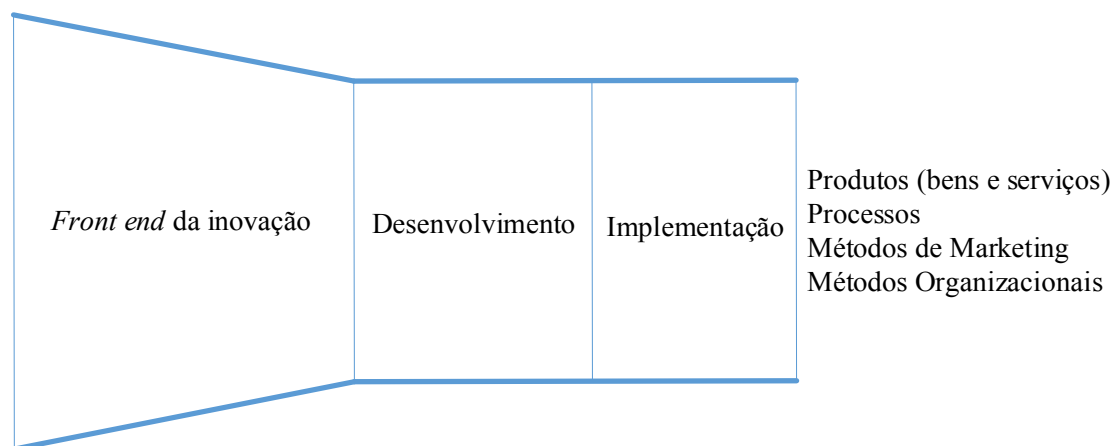 Front end da inovação
Desenvolvimento
Implementação
Produtos (bens e serviços)
Processos
Métodos de Marketing
Métodos Organizacionais